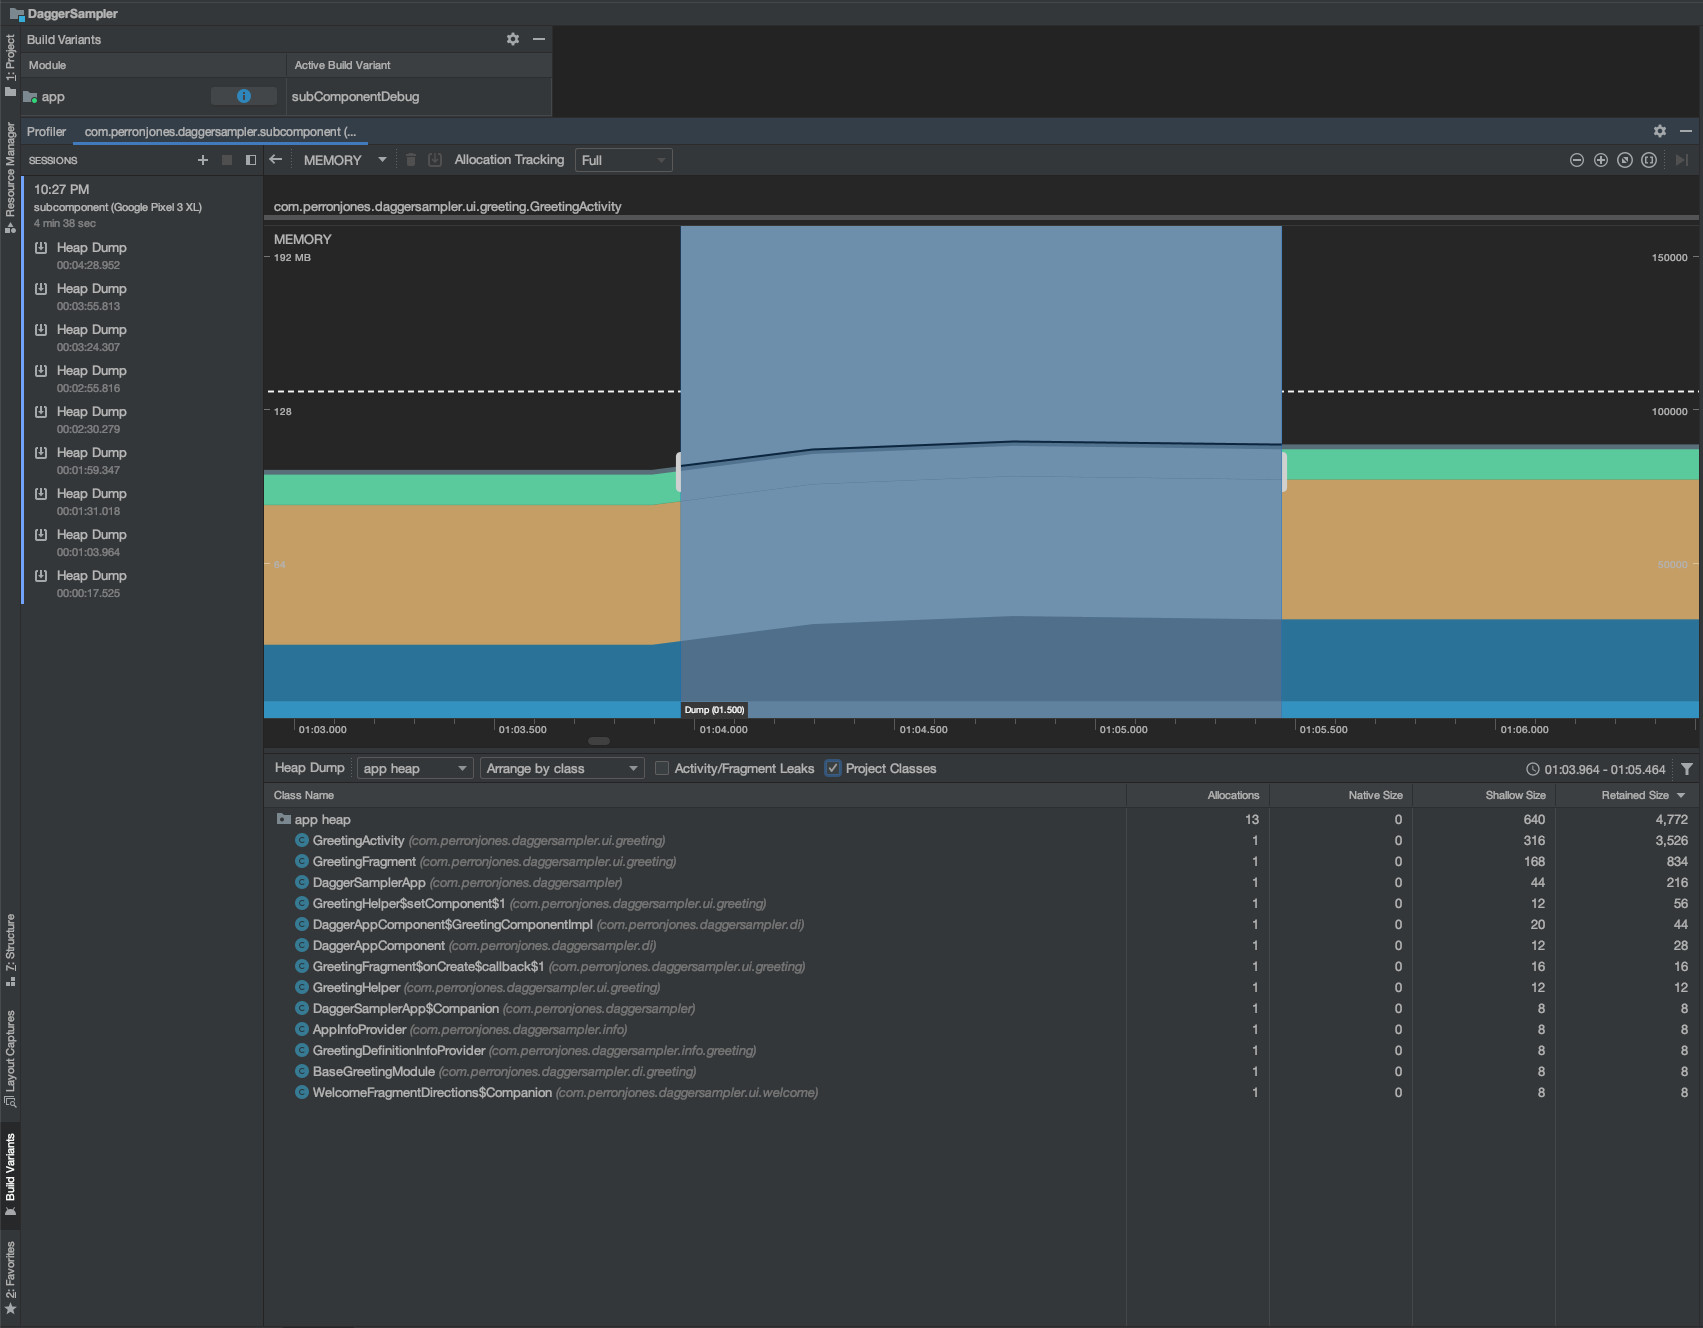 DaggerSampler
1: Project
Resource Manager
7: Structure
Layout Captures
Build Variants
2: Favorites
Build Variants
Module Active Build Variant
app subComponentDebug
Profiler com.perronjones.daggersampler.subcomponent (...
SESSIONS MEMORY Allocation Tracking Full
10:27 PM
subcomponent (Google Pixel 3 XL)
4 min 38 sec
Heap Dump
00:04:28.952
Heap Dump
00:03:55.813
Heap Dump
00:03:24.307
Heap Dump
00:02:55.816
Heap Dump
00:02:30.279
Heap Dump
00:01:59.347
Heap Dump
00:01:31.018
Heap Dump
00:01:03.964
Heap Dump
00:00:17.525
com.perronjones.daggersampler.ui.greeting.GreetingActivity
MEMORY
192 MB 150000
128 100000
64 50000
Dump (01.500)
01:03.000 01:03.500 01:04.000 01:04.500 01:05.000 01:05.500 01:06.000
Heap Dump app heap Arrange by class Activity/Fragment Leaks Project Classes 01:03.964 - 01:05.464
Class Name Allocations Native Size Shallow Size Retained Size
app heap 13 0 640 4,772
GreetingActivity (com.perronjones.daggersampler.ui.greeting) 1 0 316 3,526
GreetingFragment (com.perronjones.daggersampler.ui.greeting) 1 0 168 834
DaggerSamplerApp (com.perronjones.daggersampler) 1 0 44 216
GreetingHelper$setComponent$1 (com.perronjones.daggersampler.ui.greeting) 1 0 12 56
DaggerAppComponent$GreetingComponentImpl (com.perronjones.daggersampler.di) 1 0 20 44
DaggerAppComponent (com.perronjones.daggersampler.di) 1 0 12 28
GreetingFragment$onCreate$callback$1 (com.perronjones.daggersampler.ui.greeting) 1 0 16 16
GreetingHelper (com.perronjones.daggersampler.ui.greeting) 1 0 12 12
DaggerSamplerApp$Companion (com.perronjones.daggersampler) 1 0 8 8
AppInfoProvider (com.perronjones.daggersampler.info) 1 0 8 8
GreetingDefinitionInfoProvider (com.perronjones.daggersampler.info.greeting) 1 0 8 8
BaseGreetingModule (com.perronjones.daggersampler.di.greeting) 1 0 8 8
WelcomeFragmentDirections$Companion (com.perronjones.daggersampler.ui.welcome) 1 0 8 8